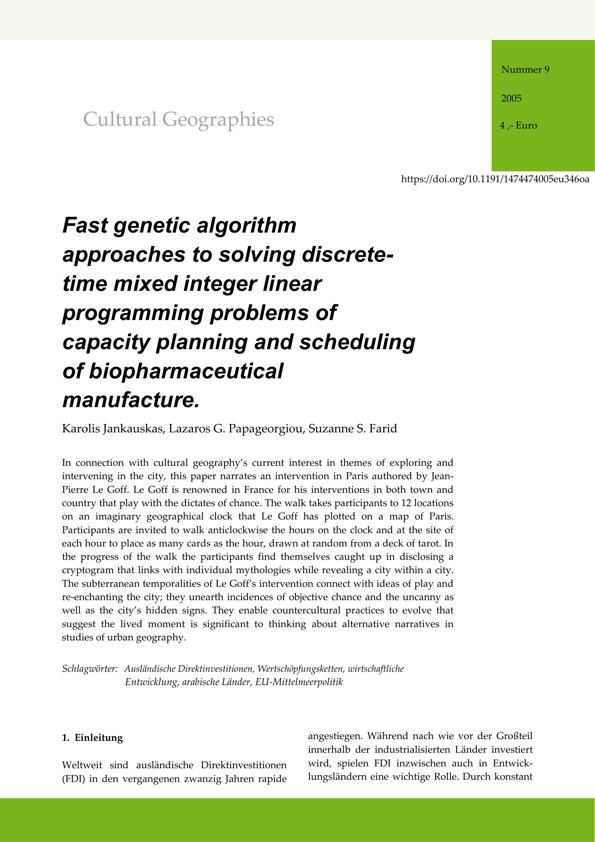 Nummer 9
2005
4 ,- Euro
Cultural Geographies
https://doi.org/10.1191/1474474005eu346oa
Fast genetic algorithm
approaches to solving discrete-
time mixed integer linear
programming problems of
capacity planning and scheduling
of biopharmaceutical
manufacture.
Karolis Jankauskas, Lazaros G. Papageorgiou, Suzanne S. Farid
In connection with cultural geography's current interest in themes of exploring and
intervening in the city, this paper narrates an intervention in Paris authored by Jean-
Pierre Le Goff. Le Goff is renowned in France for his interventions in both town and
country that play with the dictates of chance. The walk takes participants to 12 locations
on an imaginary geographical clock that Le Goff has plotted on a map of Paris.
Participants are invited to walk anticlockwise the hours on the clock and at the site of
each hour to place as many cards as the hour, drawn at random from a deck of tarot. In
the progress of the walk the participants find themselves caught up in disclosing a
cryptogram that links with individual mythologies while revealing a city within a city.
The subterranean temporalities of Le Goff's intervention connect with ideas of play and
re-enchanting the city; they unearth incidences of objective chance and the uncanny as
well as the city's hidden signs. They enable countercultural practices to evolve that
suggest the lived moment is significant to thinking about alternative narratives in
studies of urban geography.
Schlagwörter: Ausländische Direktinvestitionen, Wertschöpfungsketten, wirtschaftliche
Entwicklung, arabische Länder, EU-Mittelmeerpolitik
1. Einleitung
Weltweit sind ausländische Direktinvestitionen
(FDI) in den vergangenen zwanzig Jahren rapide
angestiegen. Während nach wie vor der Großteil
innerhalb der industrialisierten Länder investiert
wird, spielen FDI inzwischen auch in Entwick-
lungsländern eine wichtige Rolle. Durch konstant